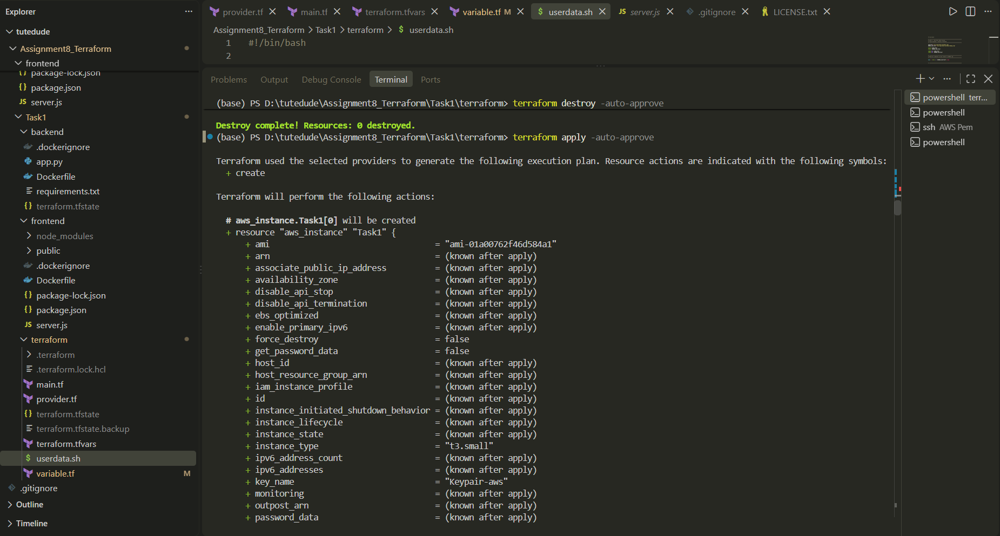 Explorer
tutedude
Assignment8_Terraform
frontend
package-lock.json
package.json
server.js
Task1
backend
.dockerignore
app.py
Dockerfile
requirements.txt
terraform.tfstate
frontend
node_modules
public
.dockerignore
Dockerfile
package-lock.json
package.json
server.js
terraform
.terraform
.terraform.lock.hcl
main.tf
provider.tf
terraform.tfstate
terraform.tfstate.backup
terraform.tfvars
userdata.sh
variable.tf M
.gitignore
Outline
Timeline
provider.tf main.tf terraform.tfvars variable.tf M $ userdata.sh JS server.js .gitignore LICENSE.txt
Assignment8_Terraform > Task1 > terraform > $ userdata.sh
1 #!/bin/bash
2
Problems Output Debug Console Terminal Ports
(base) PS D:\tutedude\Assignment8_Terraform\Task1\terraform> terraform destroy -auto-approve
Destroy complete! Resources: 0 destroyed.
(base) PS D:\tutedude\Assignment8_Terraform\Task1\terraform> terraform apply -auto-approve
Terraform used the selected providers to generate the following execution plan. Resource actions are indicated with the following symbols:
+ create
Terraform will perform the following actions:
# aws_instance.Task1[0] will be created
+ resource "aws_instance" "Task1" {
+ ami = "ami-01a00762f46d584a1"
+ arn = (known after apply)
+ associate_public_ip_address = (known after apply)
+ availability_zone = (known after apply)
+ disable_api_stop = (known after apply)
+ disable_api_termination = (known after apply)
+ ebs_optimized = (known after apply)
+ enable_primary_ipv6 = (known after apply)
+ force_destroy = false
+ get_password_data = false
+ host_id = (known after apply)
+ host_resource_group_arn = (known after apply)
+ iam_instance_profile = (known after apply)
+ id = (known after apply)
+ instance_initiated_shutdown_behavior = (known after apply)
+ instance_lifecycle = (known after apply)
+ instance_state = (known after apply)
+ instance_type = "t3.small"
+ ipv6_address_count = (known after apply)
+ ipv6_addresses = (known after apply)
+ key_name = "Keypair-aws"
+ monitoring = (known after apply)
+ outpost_arn = (known after apply)
+ password_data = (known after apply)
powershell terr...
powershell
ssh AWS Pem
powershell